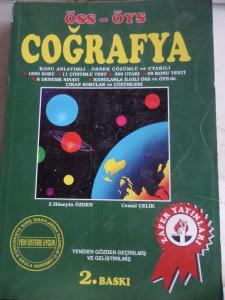 ÖSS - ÖYS
COĞRAFYA
KONU ANLATIMLI - ÖRNEK ÇÖZÜMLÜ ve UYARILI
1850 SORU 11 ÇÖZÜMLÜ TEST 300 UYARI 35 KONU TESTİ
8 DENEME SINAVI KONULARLA İLGİLİ ÖSS ve ÖYS'de
ÇIKAN SORULAR ve ÇÖZÜMLERİ
Z.Hüseyin ÖZDEN Cemal ÇELİK
YENİ SİSTEME UYGUN
ZAFER YAYINLARI
YENİDEN GÖZDEN GEÇİRİLMİŞ
VE GELİŞTİRİLMİŞ
2. BASKI